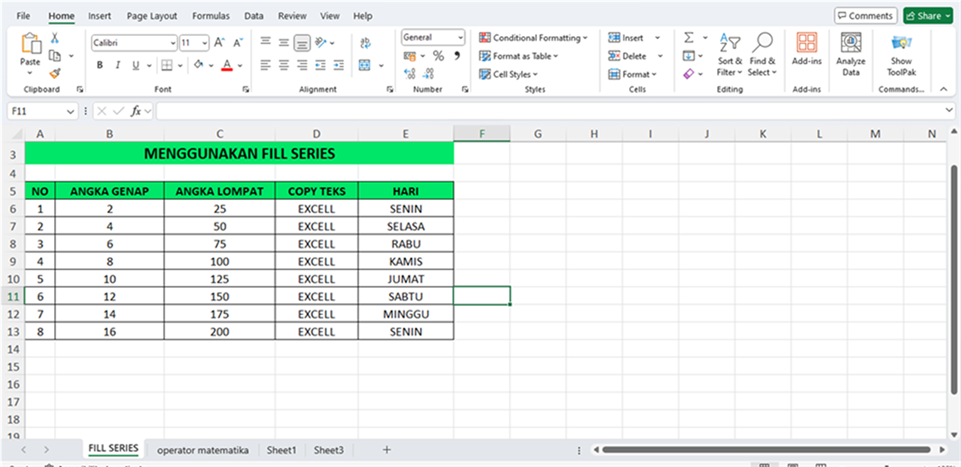 File Home Insert Page Layout Formulas Data Review View Help Comments Share
Calibri 11 A A General Conditional Formatting Insert
Paste B I U A % Format as Table Delete Sort & Filter Find & Select Add-ins Analyze Data Show ToolPak
Cell Styles Format
Clipboard Font Alignment Number Styles Cells Editing Add-ins Commands...
F11 fx
A B C D E F G H I J K L M N
3 MENGGUNAKAN FILL SERIES
4
5 NO ANGKA GENAP ANGKA LOMPAT COPY TEKS HARI
6 1 2 25 EXCELL SENIN
7 2 4 50 EXCELL SELASA
8 3 6 75 EXCELL RABU
9 4 8 100 EXCELL KAMIS
10 5 10 125 EXCELL JUMAT
11 6 12 150 EXCELL SABTU
12 7 14 175 EXCELL MINGGU
13 8 16 200 EXCELL SENIN
14
15
16
17
18
19
FILL SERIES operator matematika Sheet1 Sheet3 +